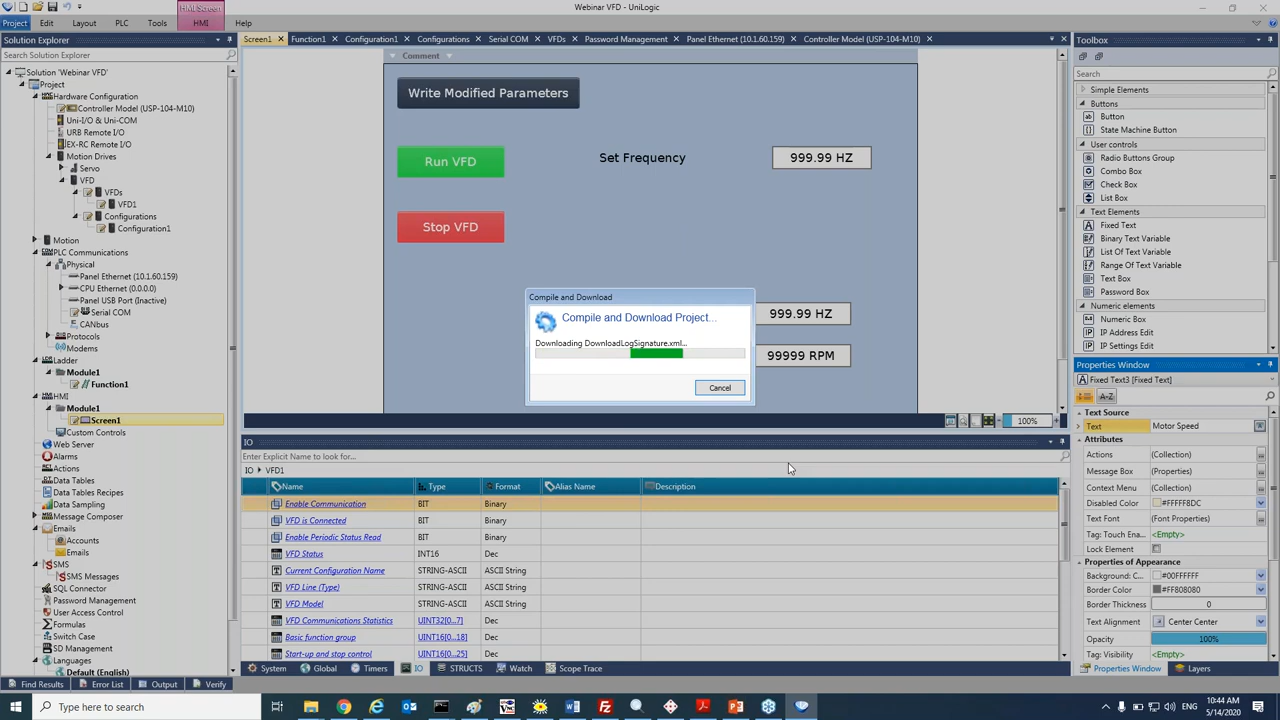 HMI Screen
Webinar VFD - UniLogic
Project Edit Layout PLC Tools HMI Help
Solution Explorer
Search Solution Explorer
Solution 'Webinar VFD'
Project
Hardware Configuration
Controller Model (USP-104-M10)
Uni-I/O & Uni-COM
URB Remote I/O
EX-RC Remote I/O
Motion Drives
Servo
VFD
VFDs
VFD1
Configurations
Configuration1
Motion
PLC Communications
Physical
Panel Ethernet (10.1.60.159)
CPU Ethernet (0.0.0.0)
Panel USB Port (Inactive)
Serial COM
CANbus
Protocols
Modems
Ladder
Module1
Function1
HMI
Module1
Screen1
Custom Controls
Web Server
Alarms
Actions
Data Tables
Data Tables Recipes
Data Sampling
Message Composer
Emails
Accounts
Emails
SMS
SMS Messages
SQL Connector
Password Management
User Access Control
Formulas
Switch Case
SD Management
Languages
Default (English)
Find Results Error List Output Verify
Screen1 Function1 Configuration1 Configurations Serial COM VFDs Password Management Panel Ethernet (10.1.60.159) Controller Model (USP-104-M10)
Comment
Write Modified Parameters
Run VFD Set Frequency 999.99 HZ
Stop VFD
Compile and Download
Compile and Download Project...
Downloading DownloadLogSignature.xml...
Cancel
999.99 HZ
99999 RPM
100%
IO
Enter Explicit Name to look for...
IO VFD1
Name Type Format Alias Name Description
Enable Communication BIT Binary
VFD is Connected BIT Binary
Enable Periodic Status Read BIT Binary
VFD Status INT16 Dec
Current Configuration Name STRING-ASCII ASCII String
VFD Line (Type) STRING-ASCII ASCII String
VFD Model STRING-ASCII ASCII String
VFD Communications Statistics UINT32[0...7] Dec
Basic function group UINT16[0...18] Dec
Start-up and stop control UINT16[0...25] Dec
System Global Timers IO STRUCTS Watch Scope Trace
Toolbox
Search
Simple Elements
Buttons
Button
State Machine Button
User controls
Radio Buttons Group
Combo Box
Check Box
List Box
Text Elements
Fixed Text
Binary Text Variable
List Of Text Variable
Range Of Text Variable
Text Box
Password Box
Numeric elements
Numeric Box
IP Address Edit
IP Settings Edit
Properties Window
Fixed Text3 [Fixed Text]
A-Z
Text Source
Text Motor Speed
Attributes
Actions (Collection)
Message Box (Properties)
Context Menu (Collection)
Disabled Color #FFFFF8DC
Text Font (Font Properties)
Tag: Touch Ena... <Empty>
Lock Element
Properties of Appearance
Background: C... #00FFFFFF
Border Color #FF808080
Border Thickness 0
Text Alignment Center Center
Opacity 100%
Tag: Visibility <Empty>
Properties Window Layers
Type here to search
ENG
10:44 AM
5/14/2020